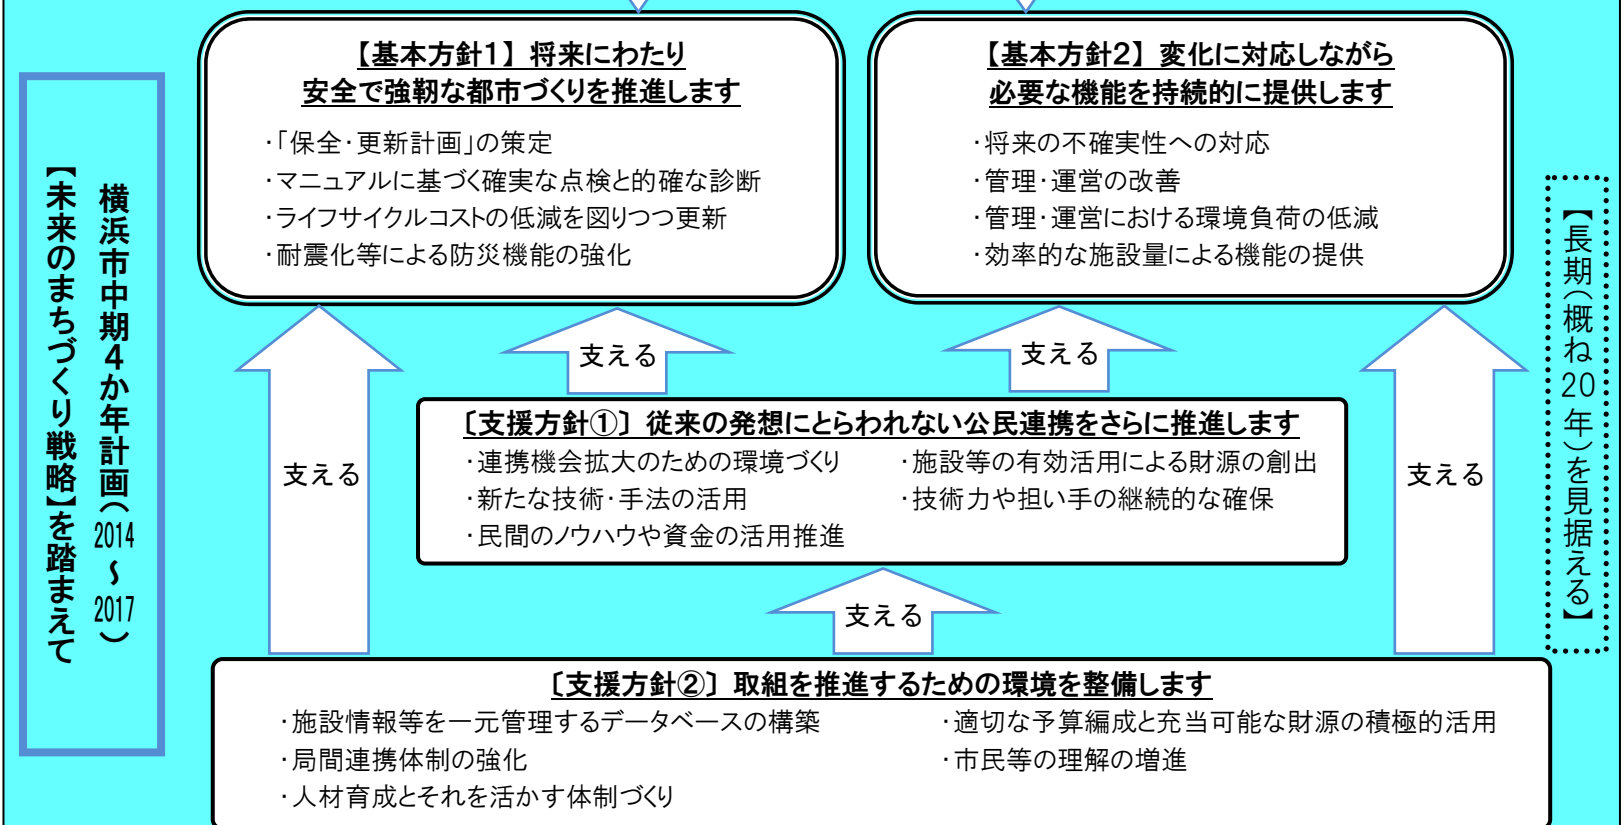 横浜市中期４か年計画（2014～2017）
【未来のまちづくり戦略】を踏まえて
【基本方針１】 将来にわたり
安全で強靭な都市づくりを推進します
・「保全・更新計画」の策定
・マニュアルに基づく確実な点検と的確な診断
・ライフサイクルコストの低減を図りつつ更新
・耐震化等による防災機能の強化
【基本方針２】 変化に対応しながら
必要な機能を持続的に提供します
・将来の不確実性への対応
・管理・運営の改善
・管理・運営における環境負荷の低減
・効率的な施設量による機能の提供
【長期（概ね20年）を見据える】
支える
支える
〔支援方針①〕 従来の発想にとらわれない公民連携をさらに推進します
・連携機会拡大のための環境づくり
・新たな技術・手法の活用
・民間のノウハウや資金の活用推進
・施設等の有効活用による財源の創出
・技術力や担い手の継続的な確保
支える
支える
支える
〔支援方針②〕 取組を推進するための環境を整備します
・施設情報等を一元管理するデータベースの構築
・局間連携体制の強化
・人材育成とそれを活かす体制づくり
・適切な予算編成と充当可能な財源の積極的活用
・市民等の理解の増進